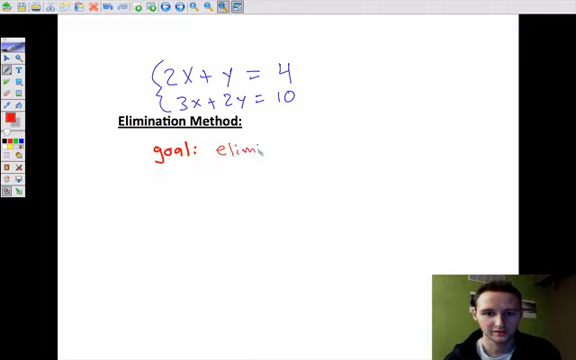 2x + y = 4
3x + 2y = 10
Elimination Method:
goal: elimi